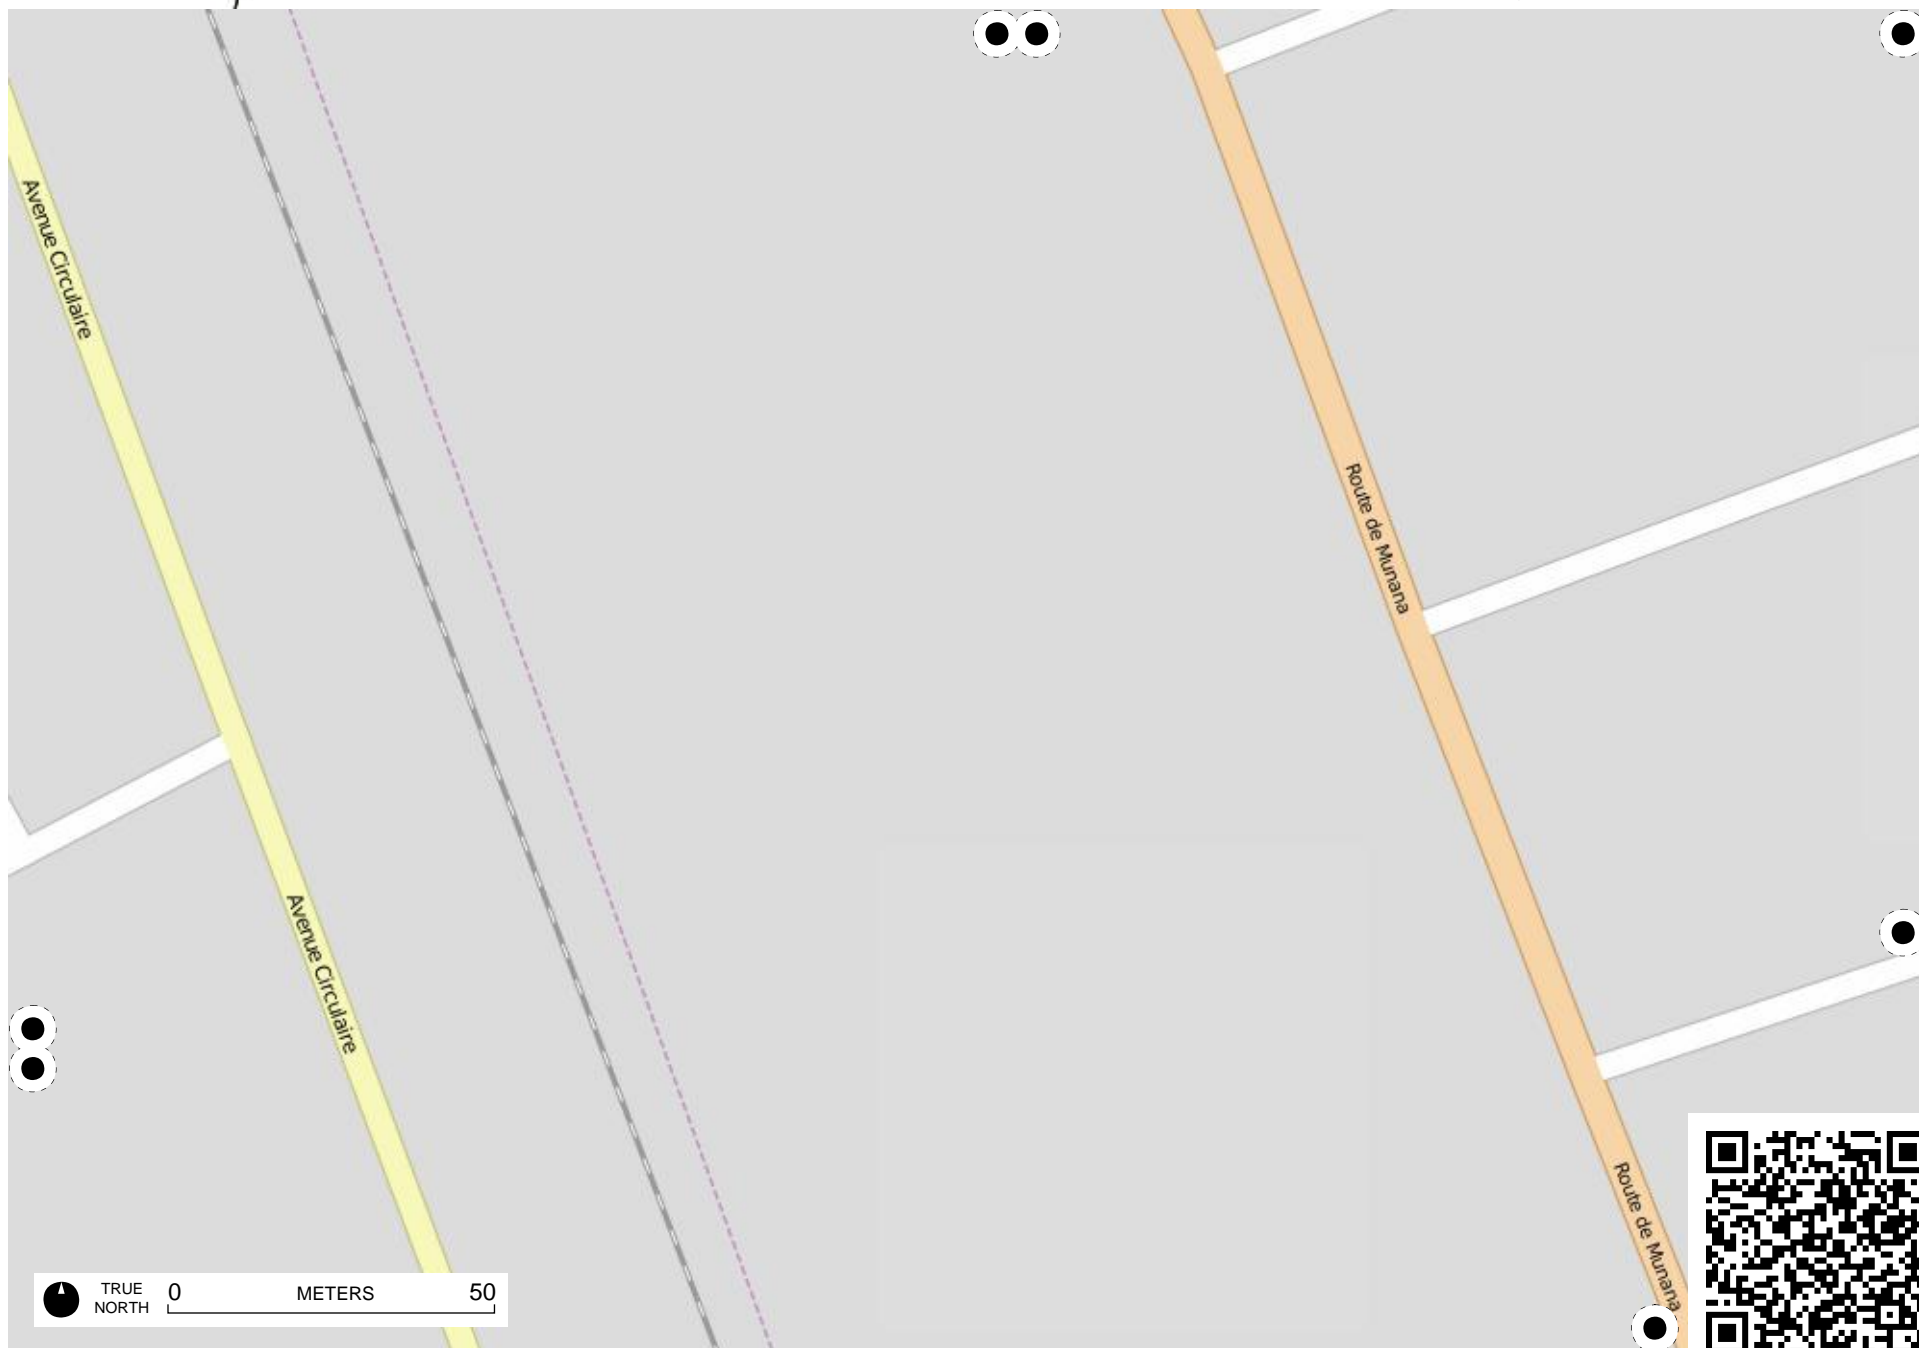 Avenue Circulaire
Route de Munana
Avenue Circulaire
Route de Munana
TRUE NORTH
0 METERS 50